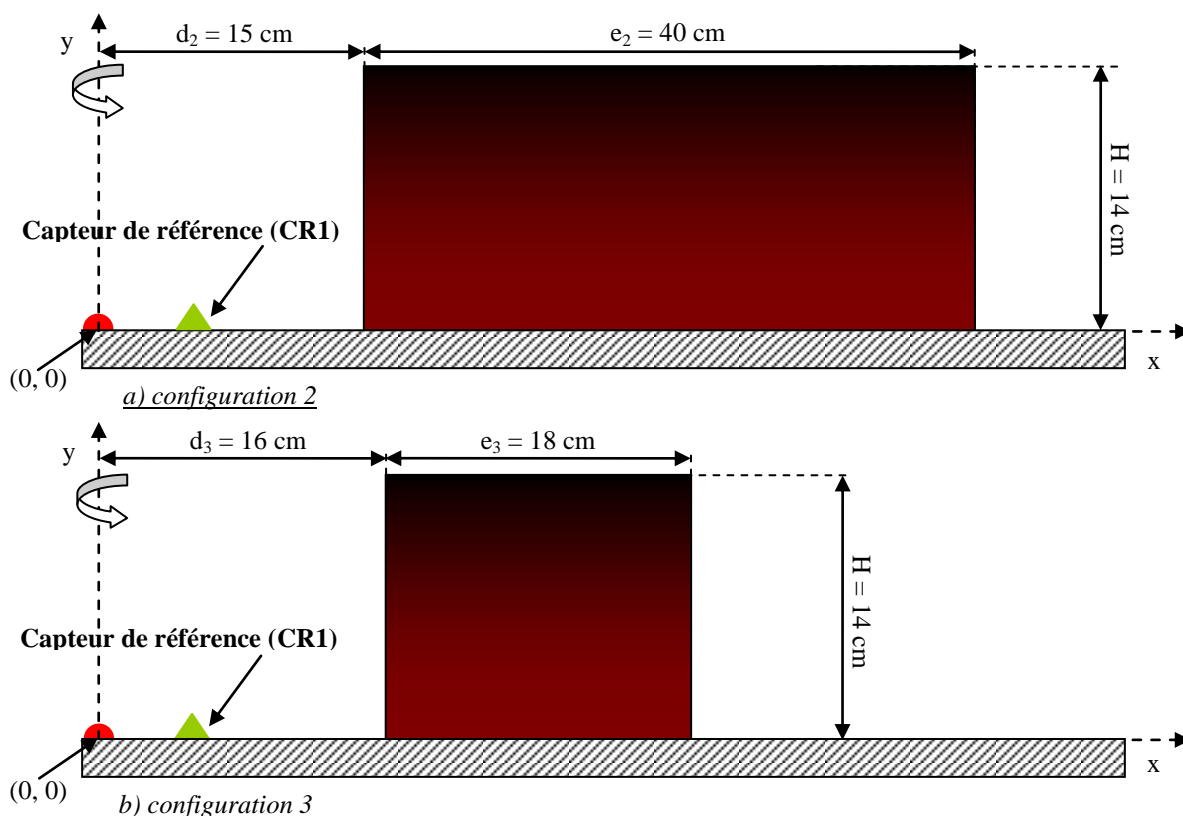 d₂ = 15 cm
e₂ = 40 cm
y
H = 14 cm
Capteur de référence (CR1)
(0, 0)
x
a) configuration 2
d₃ = 16 cm
e₃ = 18 cm
y
H = 14 cm
Capteur de référence (CR1)
(0, 0)
x
b) configuration 3